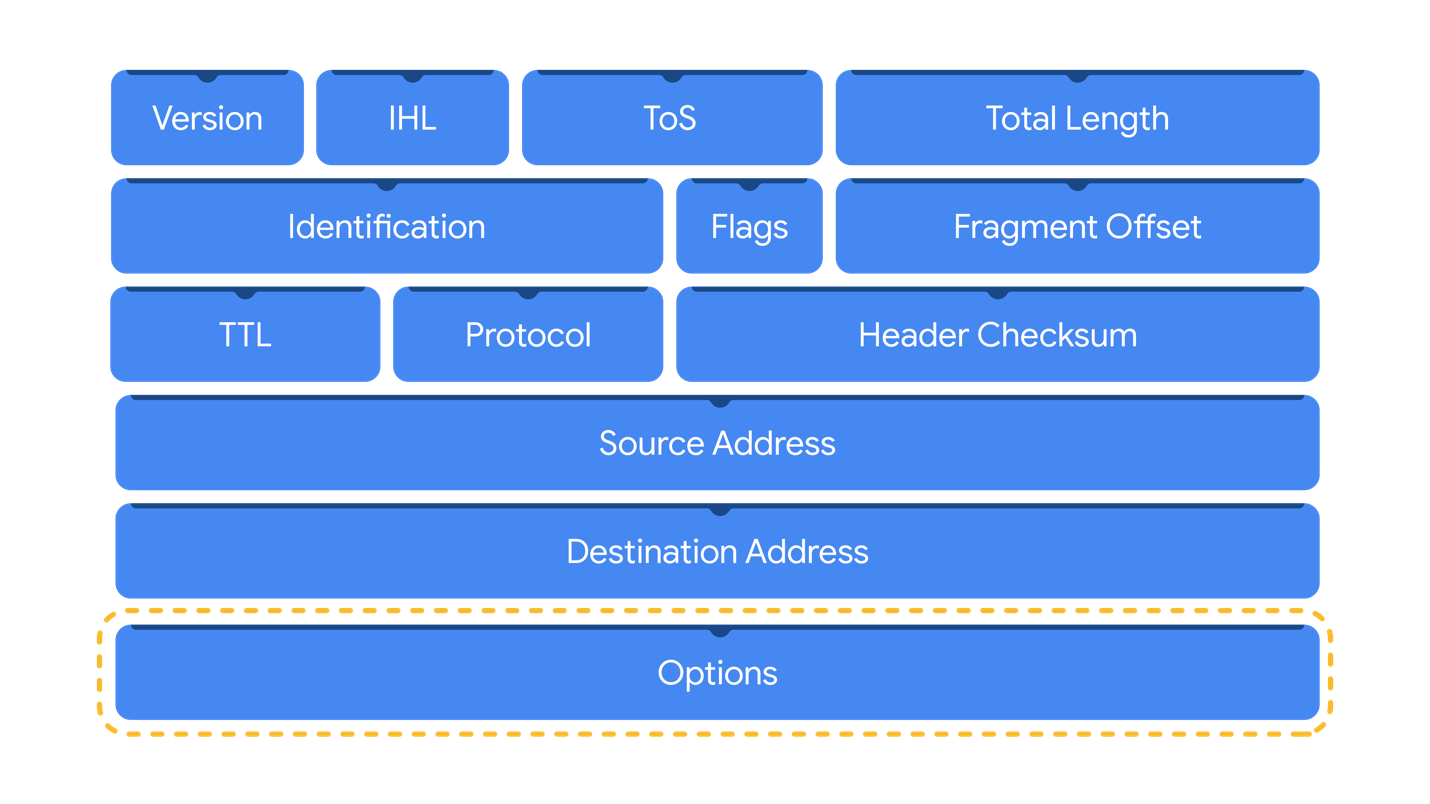 Version
IHL
ToS
Total Length
Identification
Flags
Fragment Offset
TTL
Protocol
Header Checksum
Source Address
Destination Address
Options